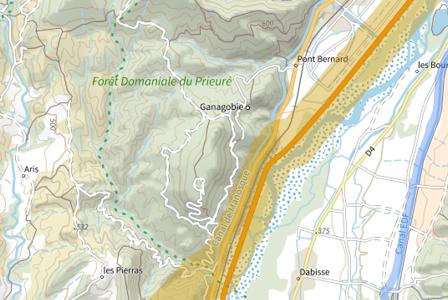 600
Pont Bernard
les Bour
Forêt Domaniale du Prieuré
Ganagobie
500
D4
Aris
Canal de Manosque
532
375
Canal EDF
les Pierras
Dabisse